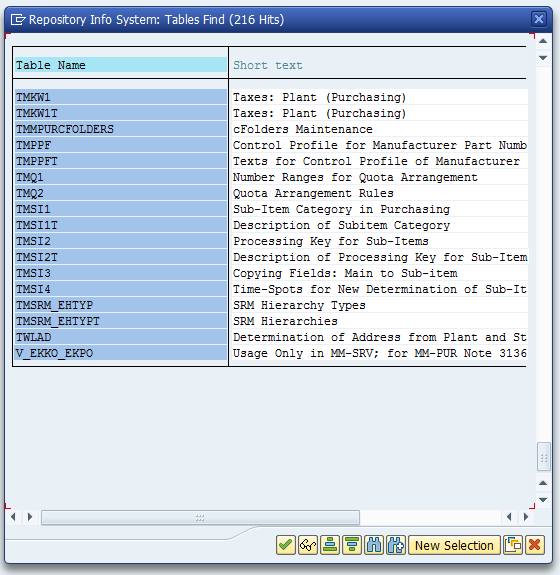 Repository Info System: Tables Find (216 Hits)
Table Name Short text
TMKW1 Taxes: Plant (Purchasing)
TMKW1T Taxes: Plant (Purchasing)
TMMPURCFOLDERS cFolders Maintenance
TMPPF Control Profile for Manufacturer Part Numb
TMPPFT Texts for Control Profile of Manufacturer
TMQ1 Number Ranges for Quota Arrangement
TMQ2 Quota Arrangement Rules
TMSI1 Sub-Item Category in Purchasing
TMSI1T Description of Subitem Category
TMSI2 Processing Key for Sub-Items
TMSI2T Description of Processing Key for Sub-Item
TMSI3 Copying Fields: Main to Sub-item
TMSI4 Time-Spots for New Determination of Sub-It
TMSRM_EHTYP SRM Hierarchy Types
TMSRM_EHTYPT SRM Hierarchies
TWLAD Determination of Address from Plant and St
V_EKKO_EKPO Usage Only in MM-SRV; for MM-PUR Note 3136
New Selection